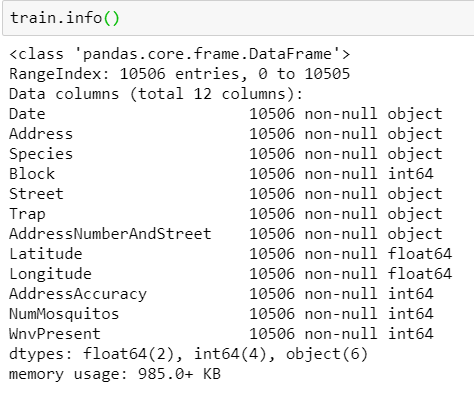 train.info()
<class 'pandas.core.frame.DataFrame'>
RangeIndex: 10506 entries, 0 to 10505
Data columns (total 12 columns):
Date                      10506 non-null object
Address                   10506 non-null object
Species                   10506 non-null object
Block                     10506 non-null int64
Street                    10506 non-null object
Trap                      10506 non-null object
AddressNumberAndStreet    10506 non-null object
Latitude                  10506 non-null float64
Longitude                 10506 non-null float64
AddressAccuracy           10506 non-null int64
NumMosquitos              10506 non-null int64
WnvPresent                10506 non-null int64
dtypes: float64(2), int64(4), object(6)
memory usage: 985.0+ KB